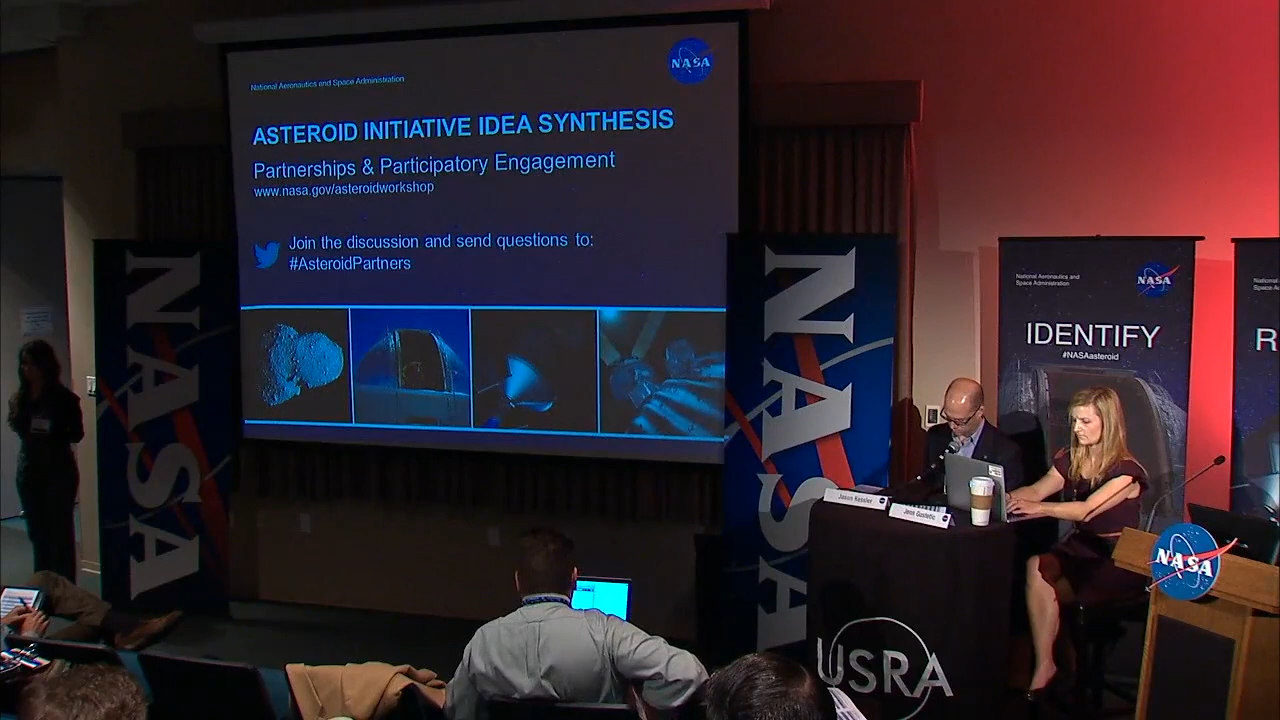 National Aeronautics and Space Administration
NASA
ASTEROID INITIATIVE IDEA SYNTHESIS
Partnerships & Participatory Engagement
www.nasa.gov/asteroidworkshop
Join the discussion and send questions to:
#AsteroidPartners
NASA
NASA
National Aeronautics and
Space Administration
NASA
IDENTIFY
#NASAasteroid
R
Jason Kessler
Jenn Gustetic
NASA
USRA